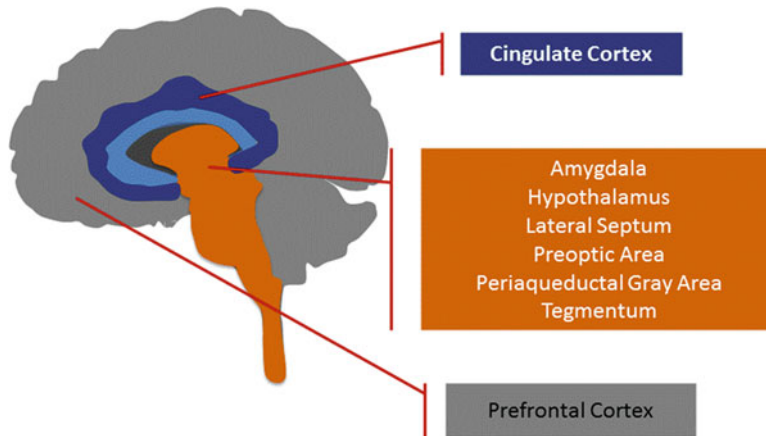 Cingulate Cortex
Amygdala
Hypothalamus
Lateral Septum
Preoptic Area
Periaqueductal Gray Area
Tegmentum
Prefrontal Cortex